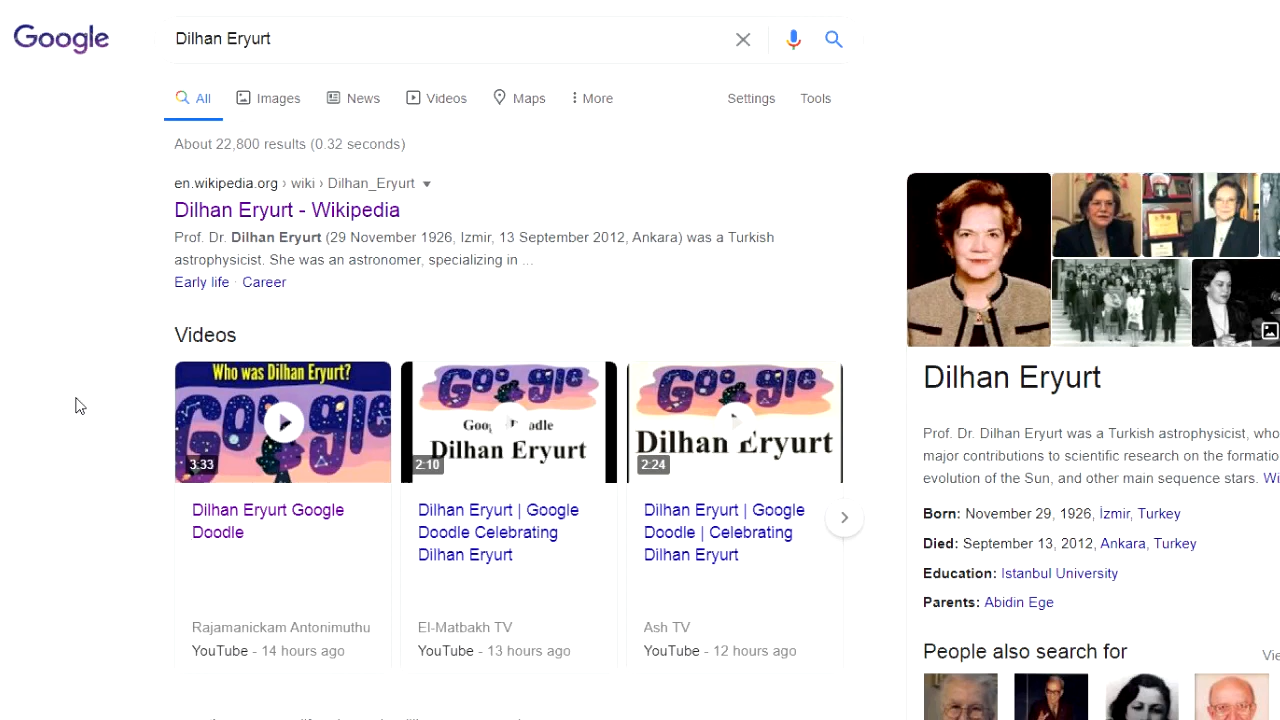 Google
Dilhan Eryurt
All Images News Videos Maps More Settings Tools
About 22,800 results (0.32 seconds)
en.wikipedia.org › wiki › Dilhan_Eryurt
Dilhan Eryurt - Wikipedia
Prof. Dr. Dilhan Eryurt (29 November 1926, Izmir, 13 September 2012, Ankara) was a Turkish
astrophysicist. She was an astronomer, specializing in ...
Early life · Career
Videos
Who was Dilhan Eryurt?
Google
3:33
Dilhan Eryurt Google
Doodle
Rajamanickam Antonimuthu
YouTube - 14 hours ago
Google
Dilhan Eryurt
2:10
Dilhan Eryurt | Google
Doodle Celebrating
Dilhan Eryurt
El-Matbakh TV
YouTube - 13 hours ago
Google
Dilhan Eryurt
2:24
Dilhan Eryurt | Google
Doodle | Celebrating
Dilhan Eryurt
Ash TV
YouTube - 12 hours ago
Dilhan Eryurt
Prof. Dr. Dilhan Eryurt was a Turkish astrophysicist, who
major contributions to scientific research on the formatio
evolution of the Sun, and other main sequence stars. Wi
Born: November 29, 1926, İzmir, Turkey
Died: September 13, 2012, Ankara, Turkey
Education: Istanbul University
Parents: Abidin Ege
People also search for
Vie